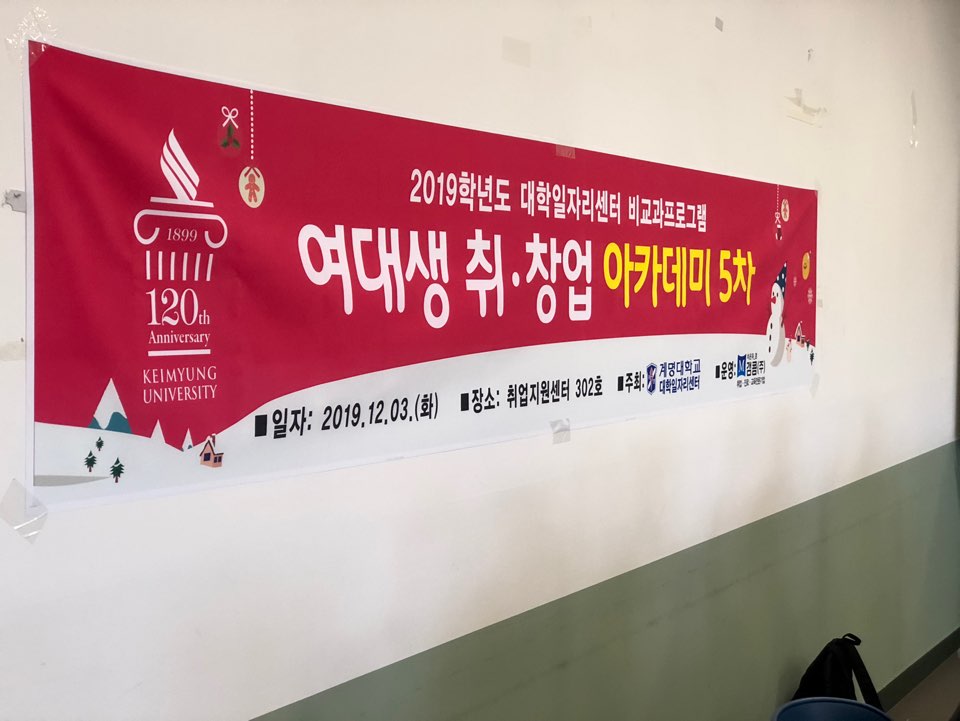 1899
120th
Anniversary
KEIMYUNG
UNIVERSITY
2019학년도 대학일자리센터 비교과프로그램
여대생 취·창업 아카데미 5차
■일자: 2019.12.03.(화)
■장소: 취업지원센터 302호
■주최: 계명대학교
대학일자리센터
■운영: